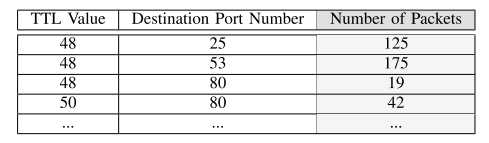 TTL Value Destination Port Number Number of Packets
48 25 125
48 53 175
48 80 19
50 80 42
... ... ...